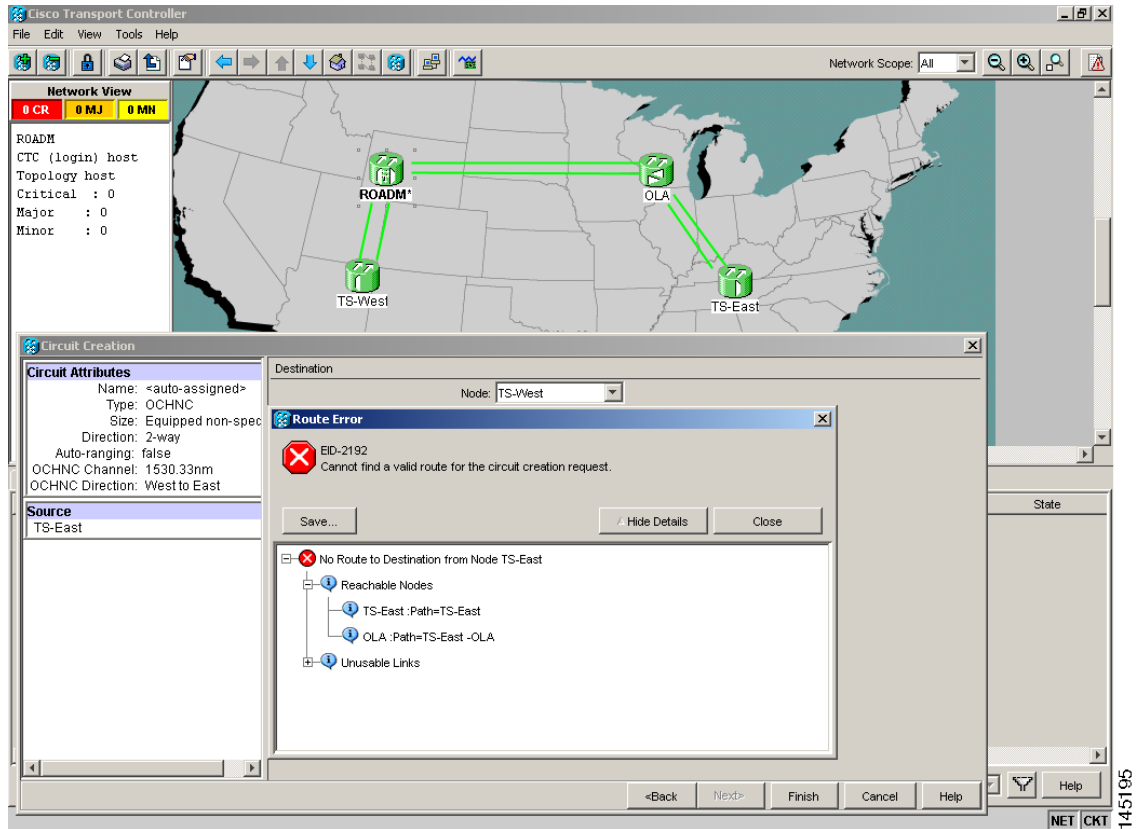 Cisco Transport Controller
File Edit View Tools Help
Network Scope: All
Network View
0 CR 0 MJ 0 MN
ROADM
CTC (login) host
Topology host
Critical : 0
Major : 0
Minor : 0
ROADM*
OLA
TS-West
TS-East
Circuit Creation
Circuit Attributes
Name: <auto-assigned>
Type: OCHNC
Size: Equipped non-spec
Direction: 2-way
Auto-ranging: false
OCHNC Channel: 1530.33nm
OCHNC Direction: West to East
Source
TS-East
Destination
Node: TS-West
Route Error
EID-2192
Cannot find a valid route for the circuit creation request.
Save... Hide Details Close
No Route to Destination from Node TS-East
Reachable Nodes
TS-East :Path=TS-East
OLA :Path=TS-East -OLA
Unusable Links
State
<Back Next> Finish Cancel Help
Help
NET CKT
145195